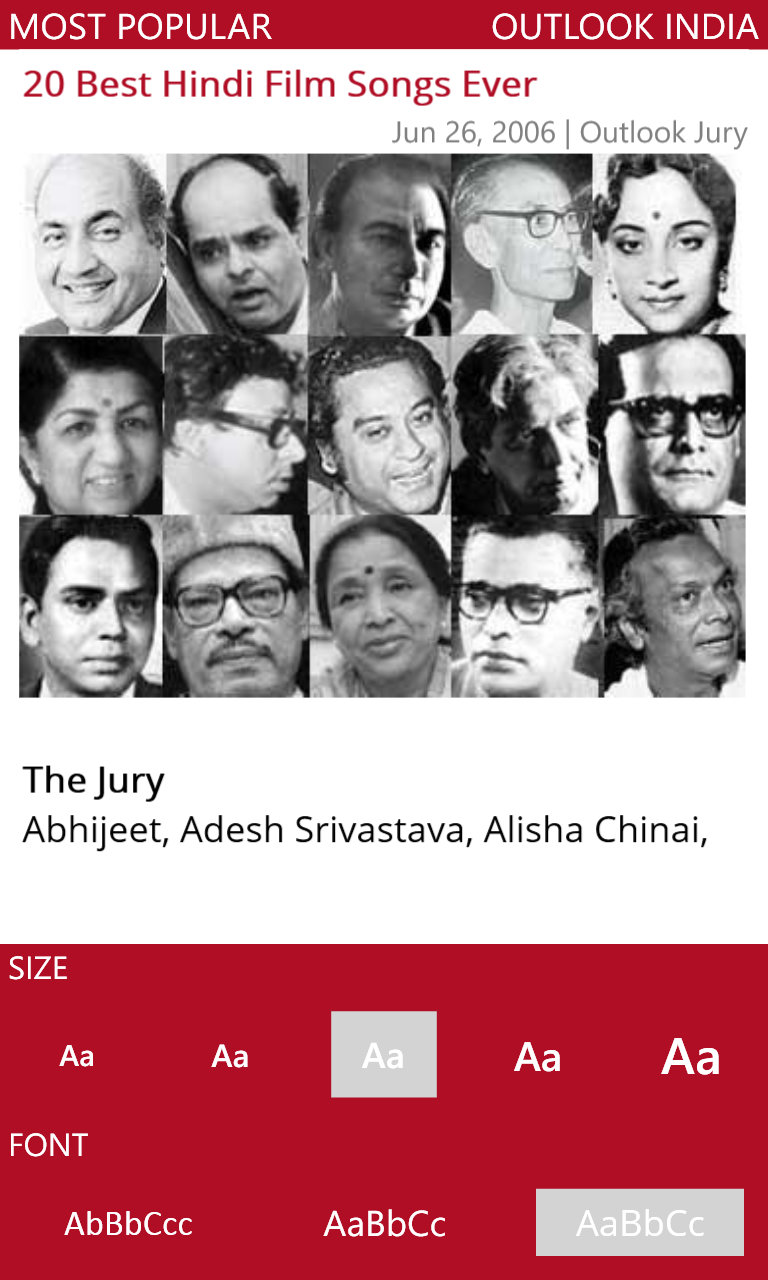 MOST POPULAR OUTLOOK INDIA
20 Best Hindi Film Songs Ever
Jun 26, 2006 | Outlook Jury
The Jury
Abhijeet, Adesh Srivastava, Alisha Chinai,
SIZE
Aa Aa Aa Aa Aa
FONT
AbBbCcc AaBbCc AaBbCc